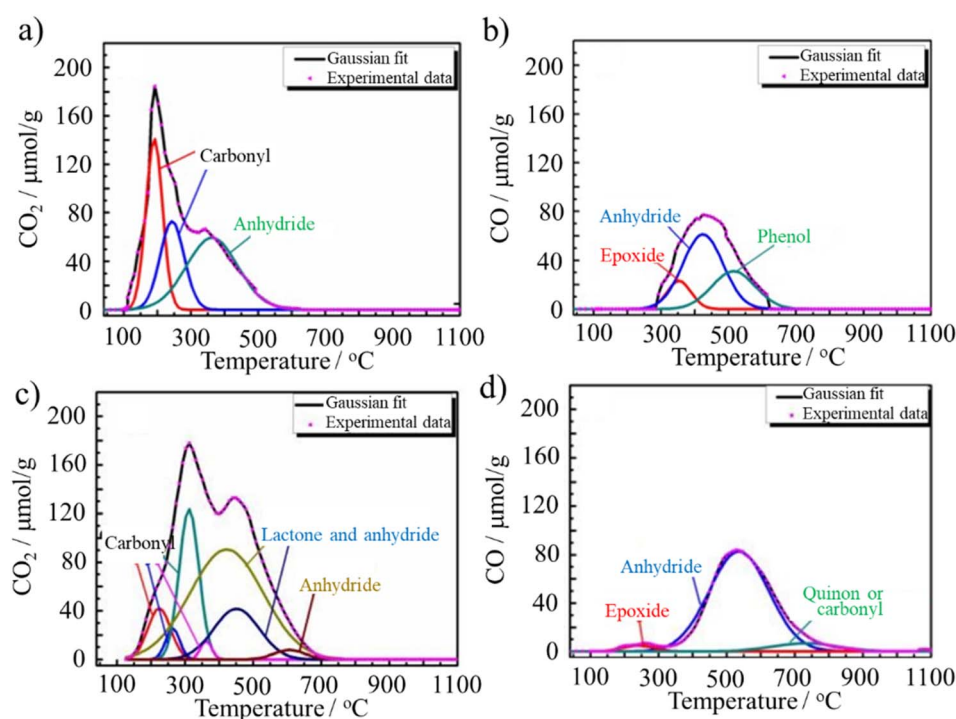 a)
CO2 / μmol/g
200
160
120
80
40
0
Gaussian fit
Experimental data
Carbonyl
Anhydride
100 300 500 700 900 1100
Temperature / °C
b)
CO / μmol/g
200
160
120
80
40
0
Gaussian fit
Experimental data
Anhydride
Epoxide
Phenol
100 300 500 700 900 1100
Temperature / °C
c)
CO2 / μmol/g
200
160
120
80
40
0
Gaussian fit
Experimental data
Carbonyl
Lactone and anhydride
Anhydride
100 300 500 700 900 1100
Temperature / °C
d)
CO / μmol/g
200
160
120
80
40
0
Gaussian fit
Experimental data
Anhydride
Epoxide
Quinon or
carbonyl
100 300 500 700 900 1100
Temperature / °C